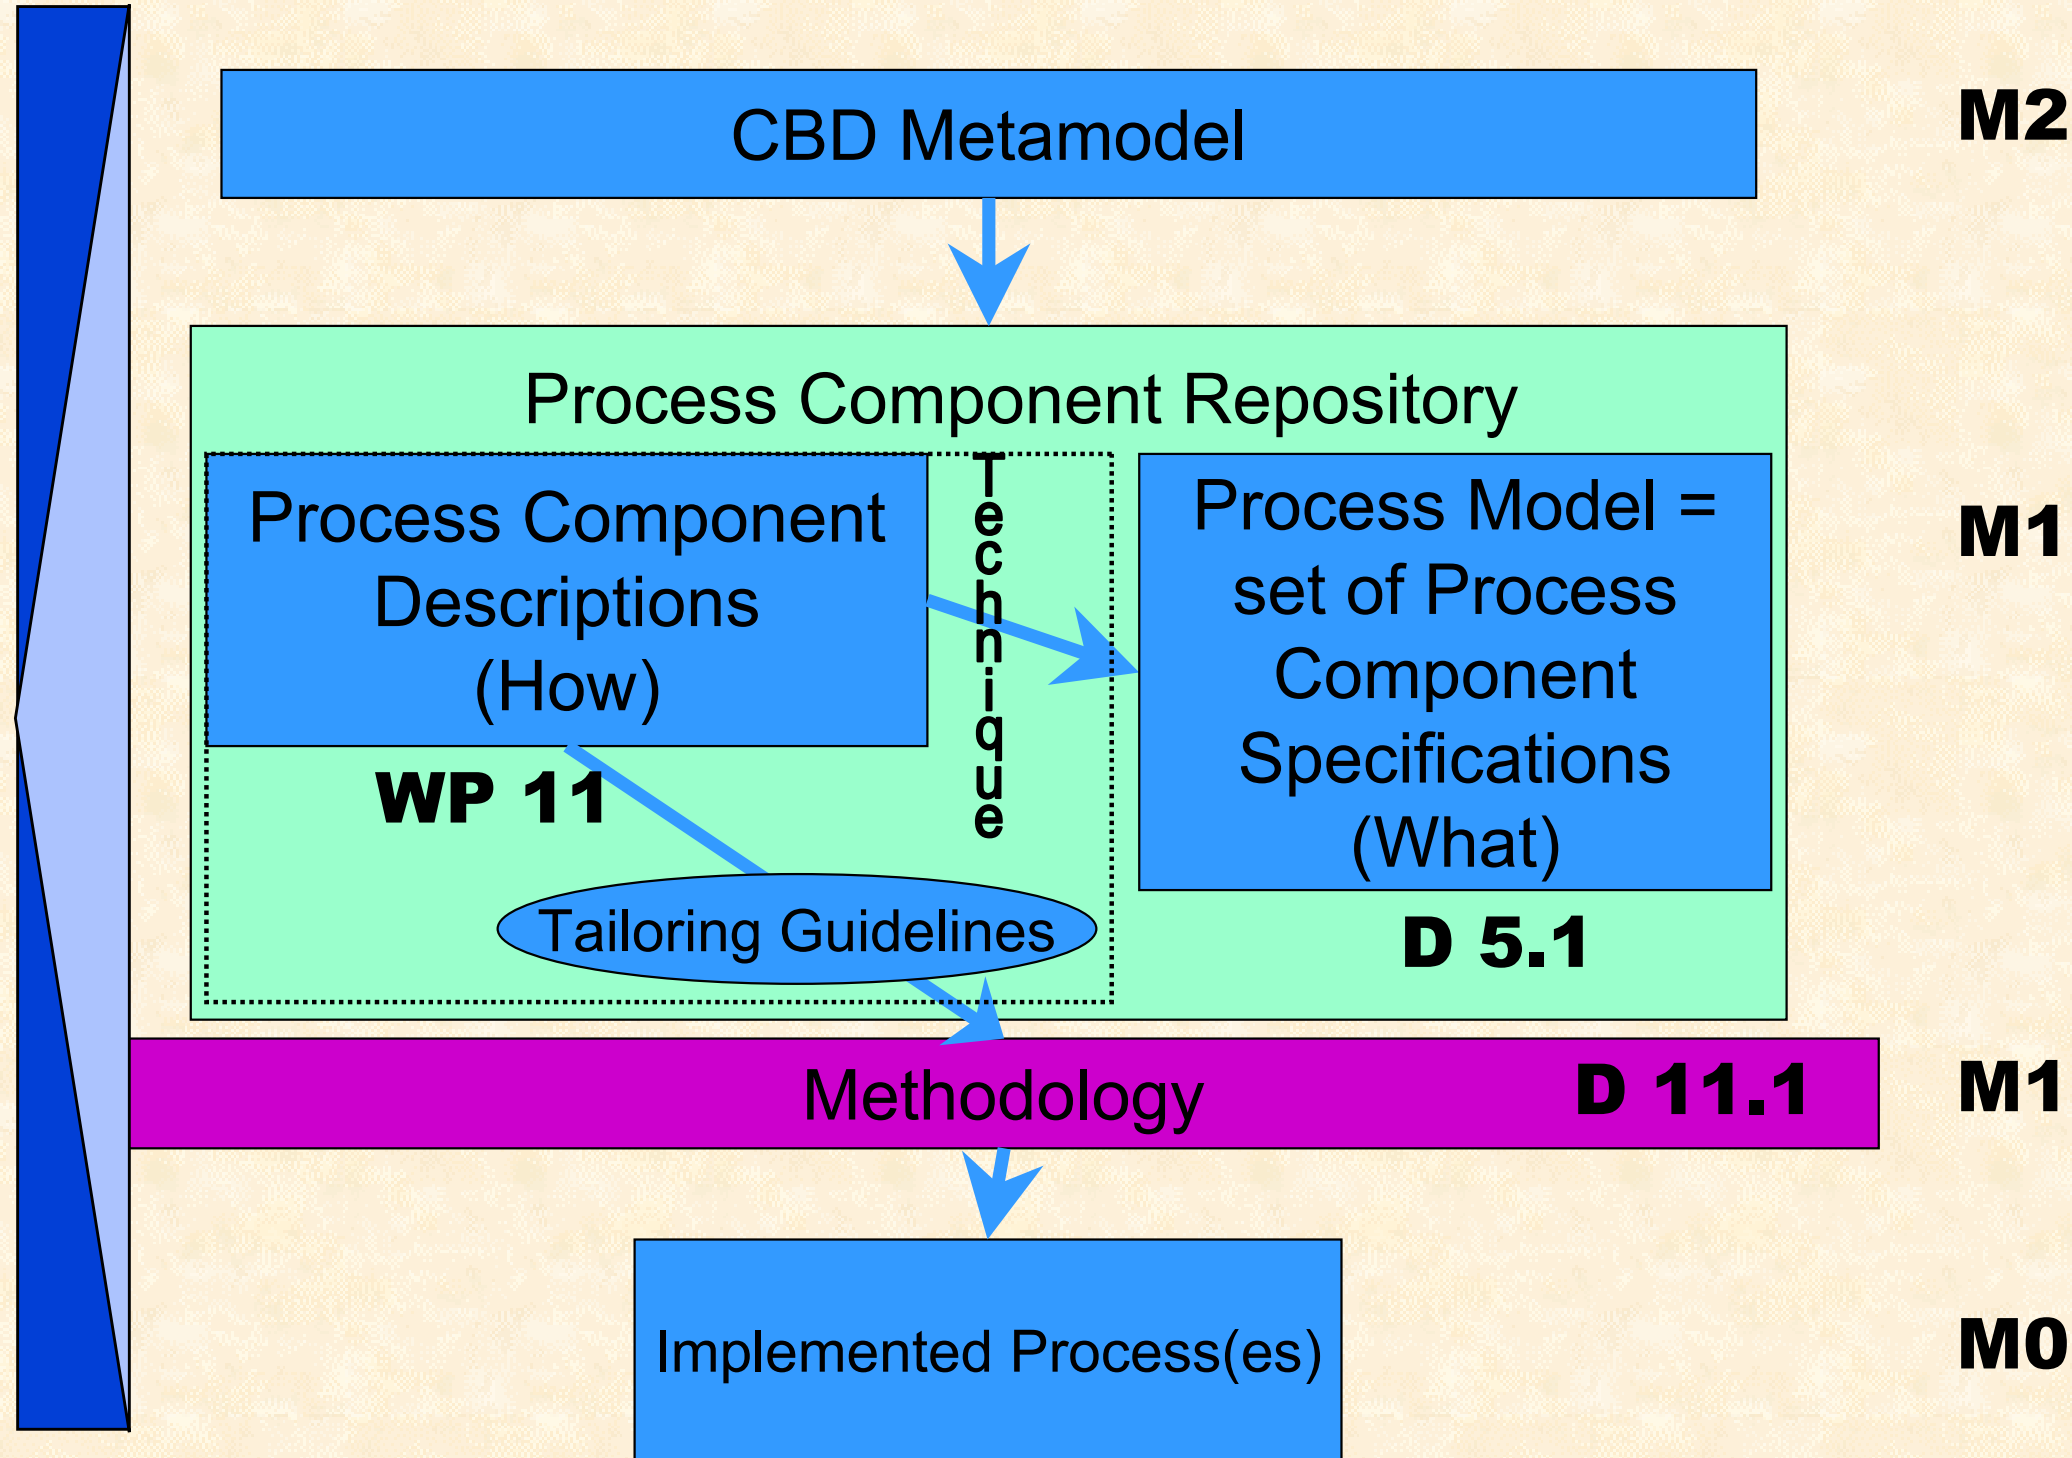 CBD Metamodel
M2
Process Component Repository
Process Component
Descriptions
(How)
Technique
Process Model =
set of Process
Component
Specifications
(What)
M1
WP 11
Tailoring Guidelines
D 5.1
Methodology
D 11.1
M1
Implemented Process(es)
M0